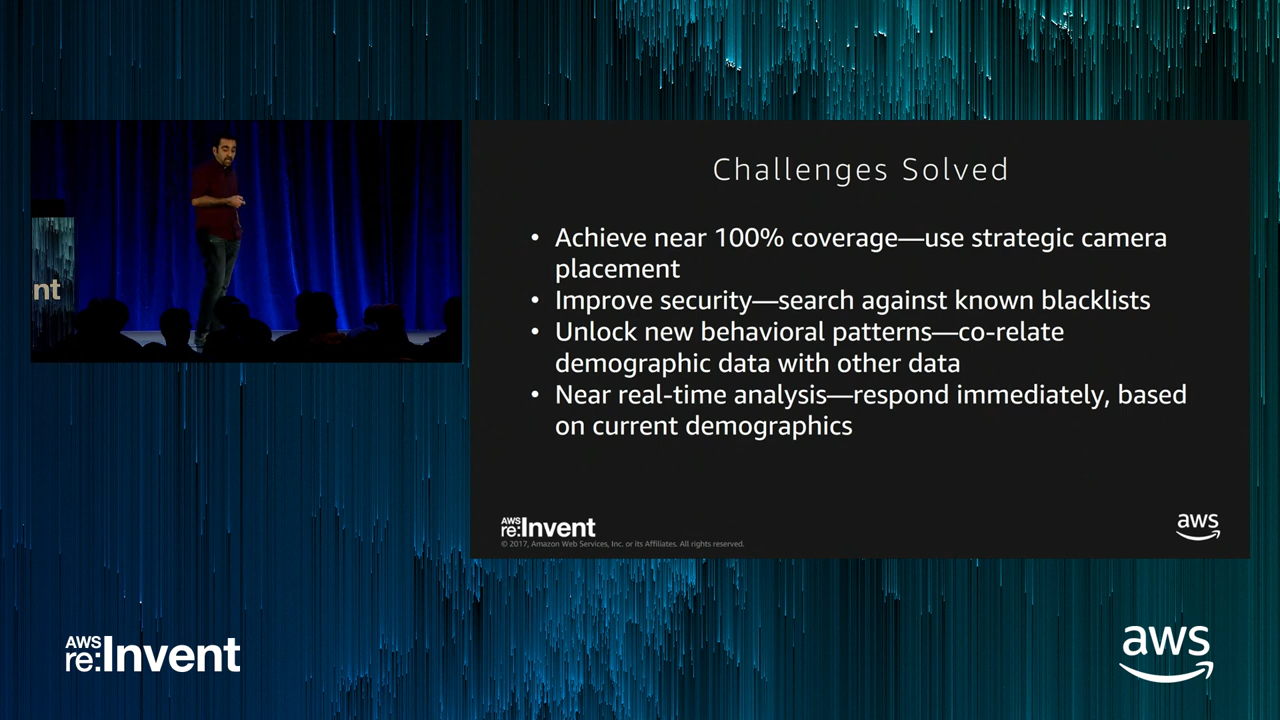 nt
Challenges Solved
• Achieve near 100% coverage—use strategic camera
placement
• Improve security—search against known blacklists
• Unlock new behavioral patterns—co-relate
demographic data with other data
• Near real-time analysis—respond immediately, based
on current demographics
AWS
re:Invent
© 2017, Amazon Web Services, Inc. or its Affiliates. All rights reserved.
aws
AWS
re:Invent
aws